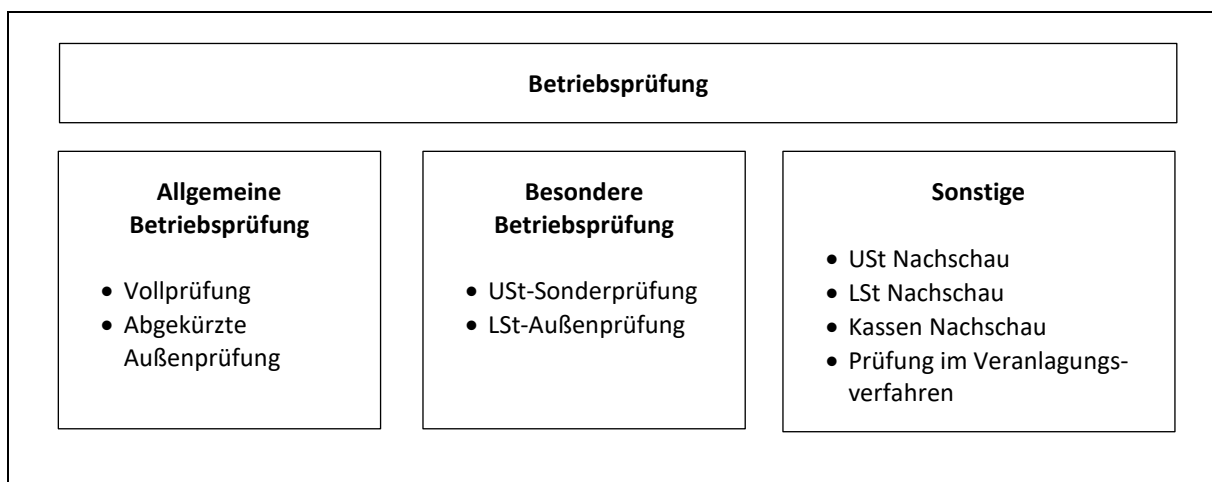 Betriebsprüfung
Allgemeine
Betriebsprüfung
• Vollprüfung
• Abgekürzte
Außenprüfung
Besondere
Betriebsprüfung
• USt-Sonderprüfung
• LSt-Außenprüfung
Sonstige
• USt Nachschau
• LSt Nachschau
• Kassen Nachschau
• Prüfung im Veranlagungs-
verfahren